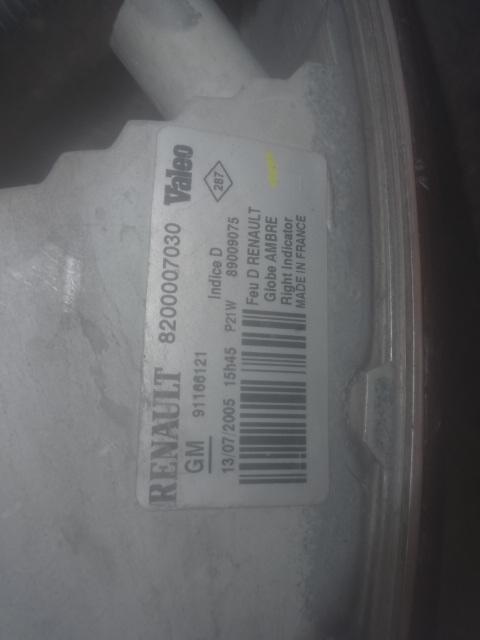 RENAULT 8200007030 Valeo
GM 91166121 Indice D 287
13/07/2005 15h45 P21W 89009075
Feu D RENAULT
Globe AMBRE
Right Indicator
MADE IN FRANCE